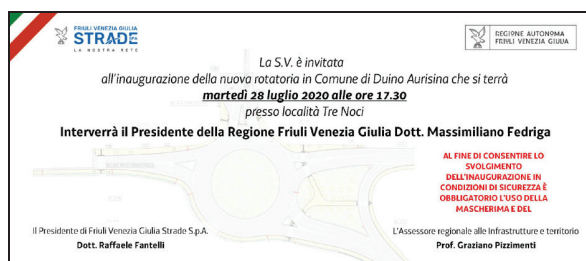 FRIULI VENEZIA GIULIA
STRADE SPA
LA NOSTRA RETE
REGIONE AUTONOMA
FRIULI VENEZIA GIULIA
La S.V. è invitata
all'inaugurazione della nuova rotatoria in Comune di Duino Aurisina che si terrà
martedì 28 luglio 2020 alle ore 17.30
presso località Tre Noci
Interverrà il Presidente della Regione Friuli Venezia Giulia Dott. Massimiliano Fedriga
AL FINE DI CONSENTIRE LO
SVOLGIMENTO
DELL'INAUGURAZIONE IN
CONDIZIONI DI SICUREZZA È
OBBLIGATORIO L'USO DELLA
MASCHERIMA E DEL
Il Presidente di Friuli Venezia Giulia Strade S.p.A.
Dott. Raffaele Fantelli
L'Assessore regionale alle Infrastrutture e territorio
Prof. Graziano Pizzimenti